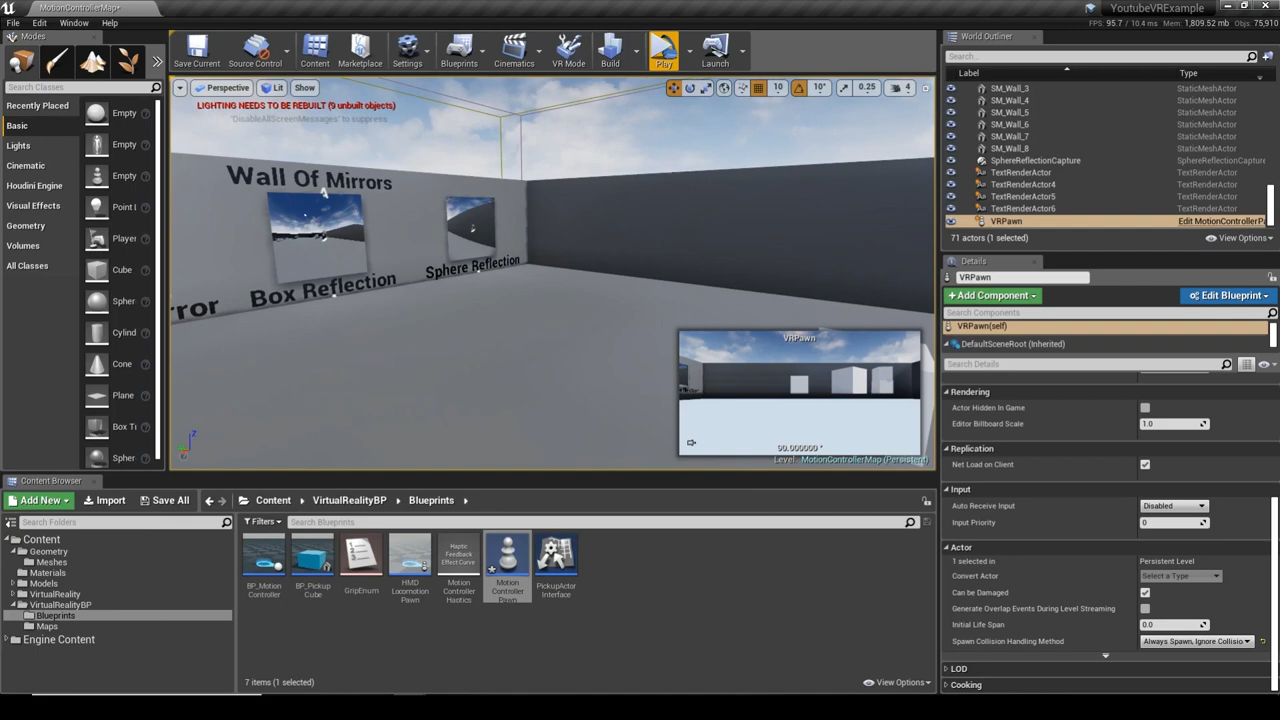 MotionControllerMap*
YoutubeVRExample
File Edit Window Help
FPS: 95.7 / 10.4 ms Mem: 1,809.52 mb Objs: 75,910
Modes
Search Classes
Recently Placed
Basic
Lights
Cinematic
Houdini Engine
Visual Effects
Geometry
Volumes
All Classes
Empty
Empty
Empty
Point L
Player
Cube
Spher
Cylind
Cone
Plane
Box Ti
Spher
Save Current
Source Control
Content
Marketplace
Settings
Blueprints
Cinematics
VR Mode
Build
Play
Launch
Perspective Lit Show
10 10° 0.25 4
LIGHTING NEEDS TO BE REBUILT (9 unbuilt objects)
'DisableAllScreenMessages' to suppress
Wall Of Mirrors
Box Reflection
Sphere Reflection
rror
VRPawn
90.000000 °
Level: MotionControllerMap (Persistent)
World Outliner
Search...
Label Type
SM_Wall_3 StaticMeshActor
SM_Wall_4 StaticMeshActor
SM_Wall_5 StaticMeshActor
SM_Wall_6 StaticMeshActor
SM_Wall_7 StaticMeshActor
SM_Wall_8 StaticMeshActor
SphereReflectionCapture SphereReflectionCapture
TextRenderActor TextRenderActor
TextRenderActor4 TextRenderActor
TextRenderActor5 TextRenderActor
TextRenderActor6 TextRenderActor
VRPawn Edit MotionControllerP
71 actors (1 selected) View Options
Details
VRPawn
+ Add Component Edit Blueprint
Search Components
VRPawn(self)
DefaultSceneRoot (Inherited)
Search Details
Rendering
Actor Hidden In Game
Editor Billboard Scale 1.0
Replication
Net Load on Client
Input
Auto Receive Input Disabled
Input Priority 0
Actor
1 selected in Persistent Level
Convert Actor Select a Type
Can be Damaged
Generate Overlap Events During Level Streaming
Initial Life Span 0.0
Spawn Collision Handling Method Always Spawn, Ignore Collisio
LOD
Cooking
Content Browser
Add New Import Save All Content VirtualRealityBP Blueprints
Search Folders
Filters Search Blueprints
Content
Geometry
Meshes
Materials
Models
VirtualReality
VirtualRealityBP
Blueprints
Maps
Engine Content
BP_Motion
Controller
BP_Pickup
Cube
GripEnum
HMD
Locomotion
Pawn
Haptic
Feedback
Effect Curve
Motion
Controller
Haptics
Motion
Controller
Pawn
PickupActor
Interface
7 items (1 selected) View Options